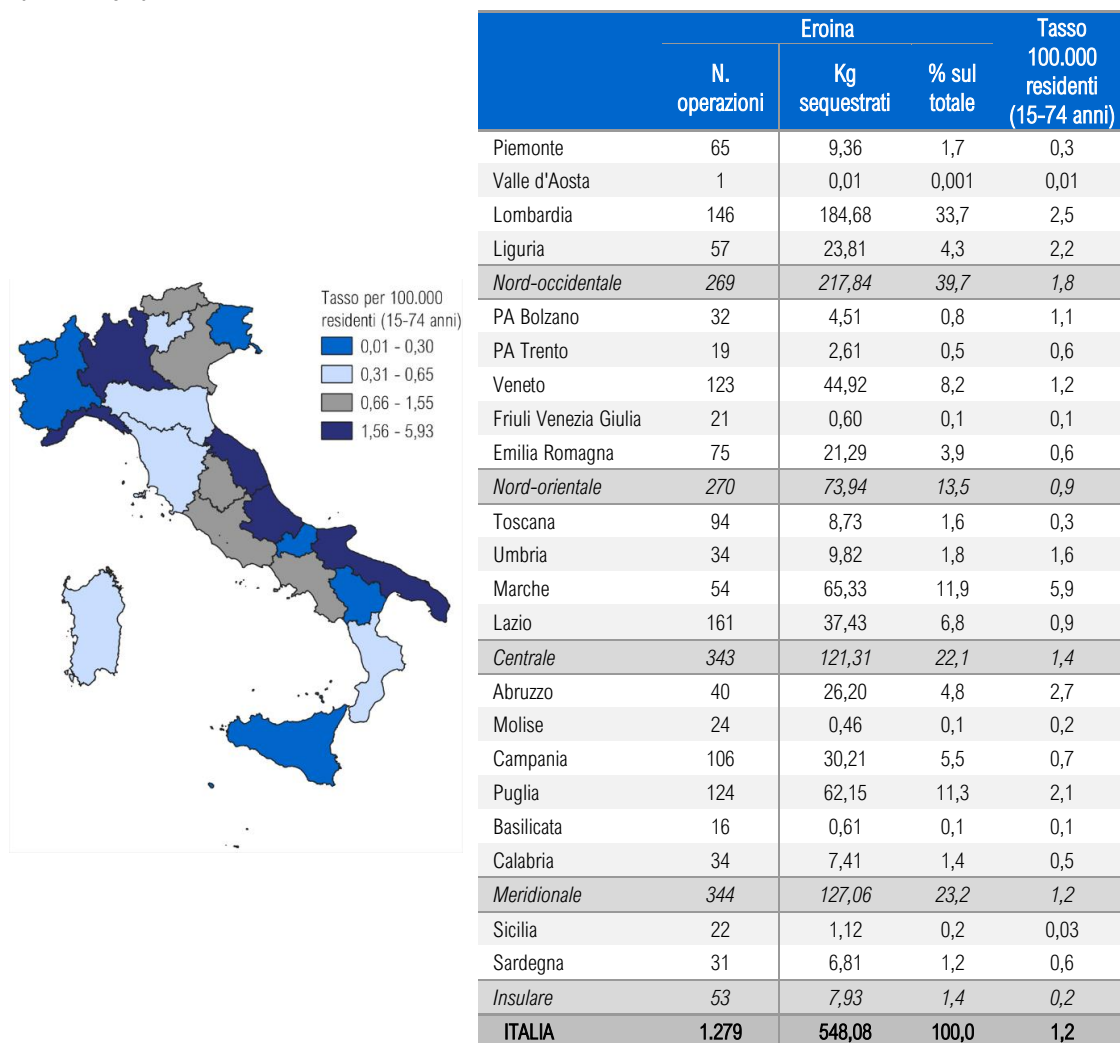 Tasso per 100.000
residenti (15-74 anni)
0,01 - 0,30
0,31 - 0,65
0,66 - 1,55
1,56 - 5,93
Eroina
Tasso
100.000
residenti
(15-74 anni)
N.
operazioni
Kg
sequestrati
% sul
totale
Piemonte 65 9,36 1,7 0,3
Valle d'Aosta 1 0,01 0,001 0,01
Lombardia 146 184,68 33,7 2,5
Liguria 57 23,81 4,3 2,2
Nord-occidentale 269 217,84 39,7 1,8
PA Bolzano 32 4,51 0,8 1,1
PA Trento 19 2,61 0,5 0,6
Veneto 123 44,92 8,2 1,2
Friuli Venezia Giulia 21 0,60 0,1 0,1
Emilia Romagna 75 21,29 3,9 0,6
Nord-orientale 270 73,94 13,5 0,9
Toscana 94 8,73 1,6 0,3
Umbria 34 9,82 1,8 1,6
Marche 54 65,33 11,9 5,9
Lazio 161 37,43 6,8 0,9
Centrale 343 121,31 22,1 1,4
Abruzzo 40 26,20 4,8 2,7
Molise 24 0,46 0,1 0,2
Campania 106 30,21 5,5 0,7
Puglia 124 62,15 11,3 2,1
Basilicata 16 0,61 0,1 0,1
Calabria 34 7,41 1,4 0,5
Meridionale 344 127,06 23,2 1,2
Sicilia 22 1,12 0,2 0,03
Sardegna 31 6,81 1,2 0,6
Insulare 53 7,93 1,4 0,2
ITALIA 1.279 548,08 100,0 1,2